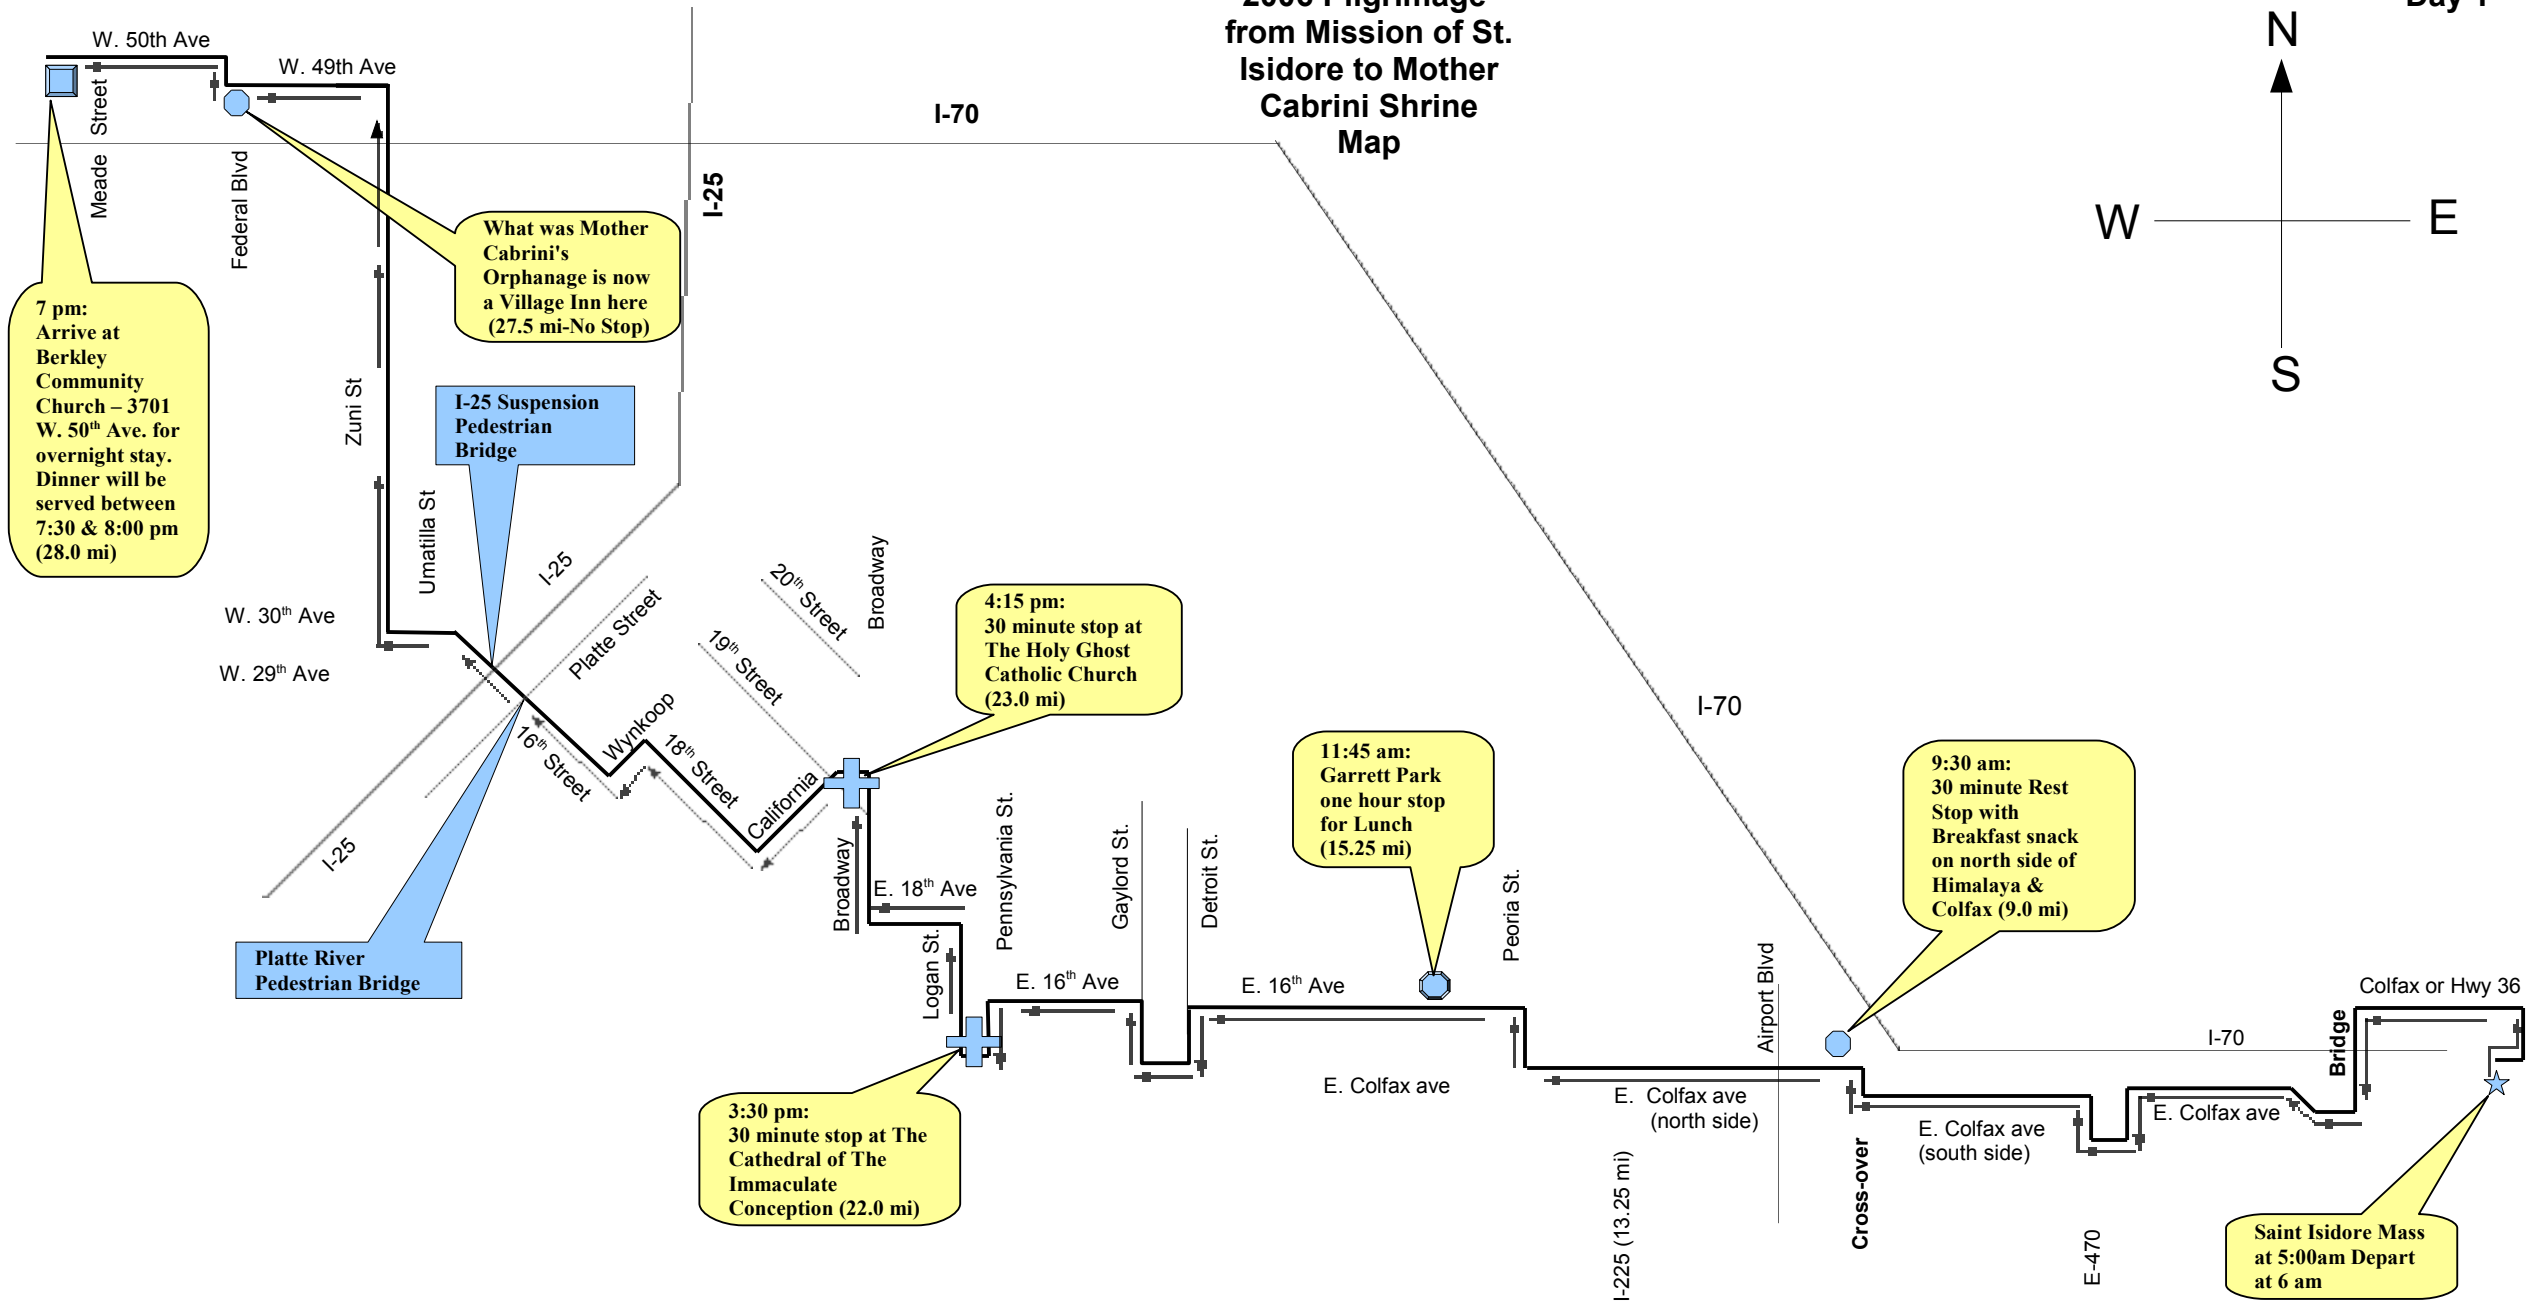 2006 Pilgrimage
from Mission of St.
Isidore to Mother
Cabrini Shrine
Map
Day 1
N
W
E
S
W. 50th Ave
W. 49th Ave
Meade Street
Federal Blvd
I-70
I-25
What was Mother
Cabrini's
Orphanage is now
a Village Inn here
(27.5 mi-No Stop)
7 pm:
Arrive at
Berkley
Community
Church – 3701
W. 50th Ave. for
overnight stay.
Dinner will be
served between
7:30 & 8:00 pm
(28.0 mi)
Zuni St
I-25 Suspension
Pedestrian
Bridge
Umatilla St
I-25
W. 30th Ave
W. 29th Ave
Platte Street
20th Street
19th Street
Broadway
16th Street
Wynkoop
18th Street
California
I-25
4:15 pm:
30 minute stop at
The Holy Ghost
Catholic Church
(23.0 mi)
Platte River
Pedestrian Bridge
Broadway
E. 18th Ave
Logan St.
Pennsylvania St.
E. 16th Ave
Gaylord St.
Detroit St.
E. 16th Ave
11:45 am:
Garrett Park
one hour stop
for Lunch
(15.25 mi)
Peoria St.
I-70
9:30 am:
30 minute Rest
Stop with
Breakfast snack
on north side of
Himalaya &
Colfax (9.0 mi)
Airport Blvd
Colfax or Hwy 36
I-70
Bridge
3:30 pm:
30 minute stop at The
Cathedral of The
Immaculate
Conception (22.0 mi)
E. Colfax ave
E. Colfax ave
(north side)
I-225 (13.25 mi)
Cross-over
E. Colfax ave
(south side)
E. Colfax ave
E-470
Saint Isidore Mass
at 5:00am Depart
at 6 am